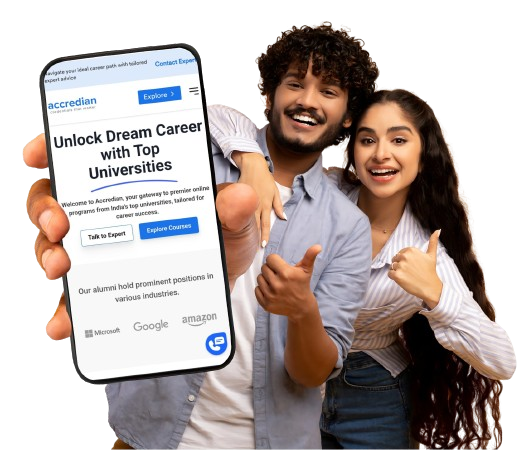 Navigate your ideal career path with tailored
expert advice
Contact Expert
accredian
Explore >
Unlock Dream Career
with Top
Universities
Welcome to Accredian, your gateway to premier online
programs from India's top universities, tailored for
career success.
Talk to Expert
Explore Courses
Our alumni hold prominent positions in
various industries.
Microsoft
Google
amazon